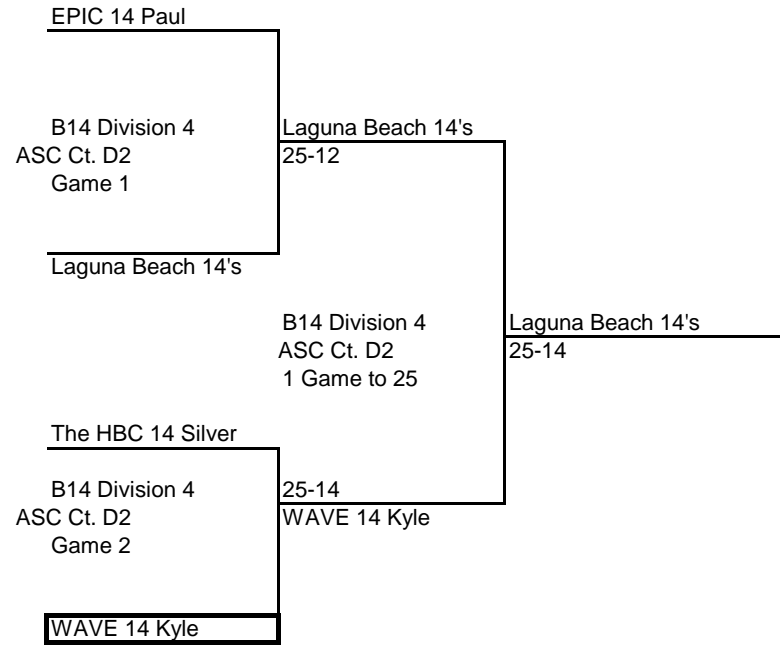 EPIC 14 Paul
B14 Division 4
Laguna Beach 14's
ASC Ct. D2
25-12
Game 1
Laguna Beach 14's
B14 Division 4
Laguna Beach 14's
ASC Ct. D2
25-14
1 Game to 25
The HBC 14 Silver
B14 Division 4
25-14
ASC Ct. D2
WAVE 14 Kyle
Game 2
WAVE 14 Kyle